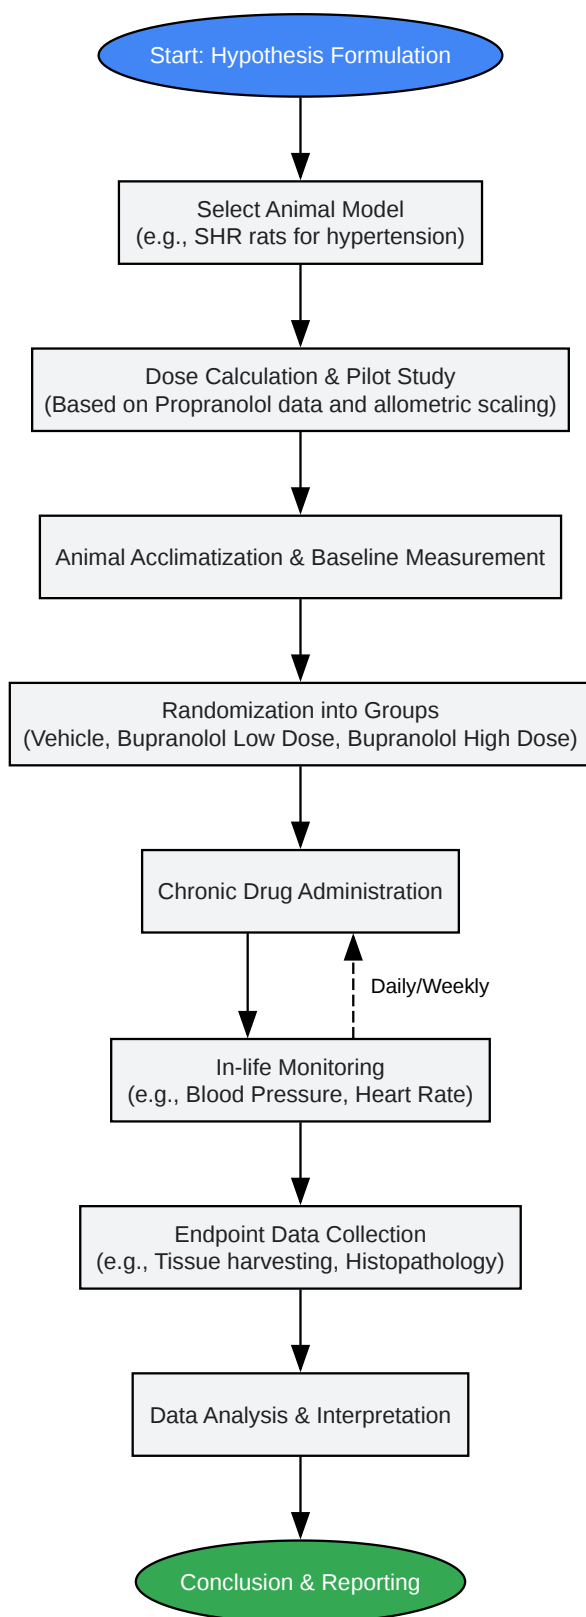 Start: Hypothesis Formulation
Select Animal Model
(e.g., SHR rats for hypertension)
Dose Calculation & Pilot Study
(Based on Propranolol data and allometric scaling)
Animal Acclimatization & Baseline Measurement
Randomization into Groups
(Vehicle, Bupranolol Low Dose, Bupranolol High Dose)
Chronic Drug Administration
Daily/Weekly
In-life Monitoring
(e.g., Blood Pressure, Heart Rate)
Endpoint Data Collection
(e.g., Tissue harvesting, Histopathology)
Data Analysis & Interpretation
Conclusion & Reporting